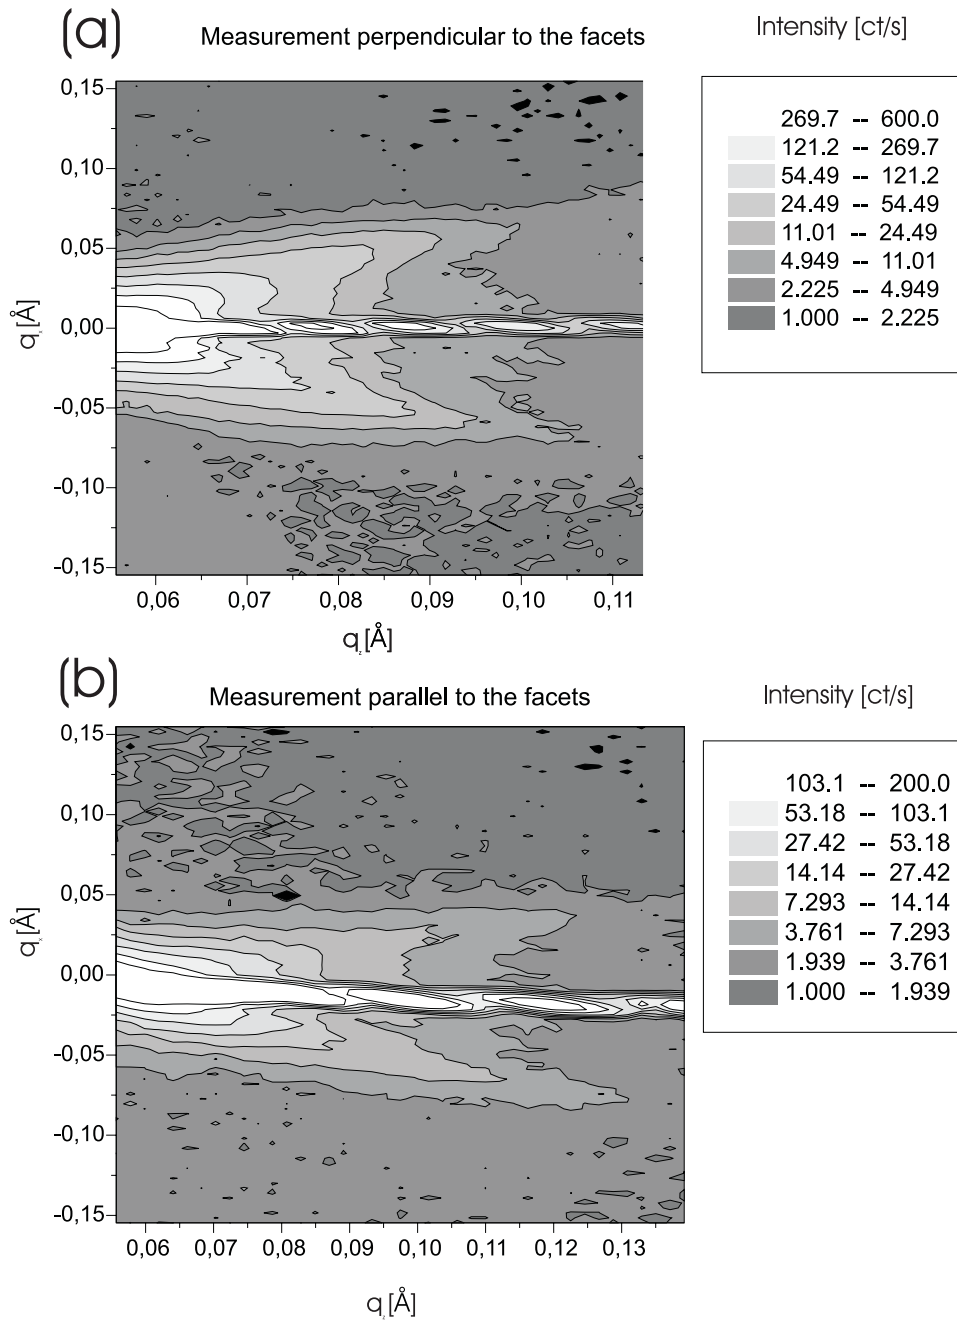 (a)
Measurement perpendicular to the facets
Intensity [ct/s]
0,15
0,10
0,05
0,00
-0,05
-0,10
-0,15
q [Å]
0,06 0,07 0,08 0,09 0,10 0,11
q_z [Å]
269.7 -- 600.0
121.2 -- 269.7
54.49 -- 121.2
24.49 -- 54.49
11.01 -- 24.49
4.949 -- 11.01
2.225 -- 4.949
1.000 -- 2.225
(b)
Measurement parallel to the facets
Intensity [ct/s]
0,15
0,10
0,05
0,00
-0,05
-0,10
-0,15
q_x [Å]
0,06 0,07 0,08 0,09 0,10 0,11 0,12 0,13
q [Å]
103.1 -- 200.0
53.18 -- 103.1
27.42 -- 53.18
14.14 -- 27.42
7.293 -- 14.14
3.761 -- 7.293
1.939 -- 3.761
1.000 -- 1.939